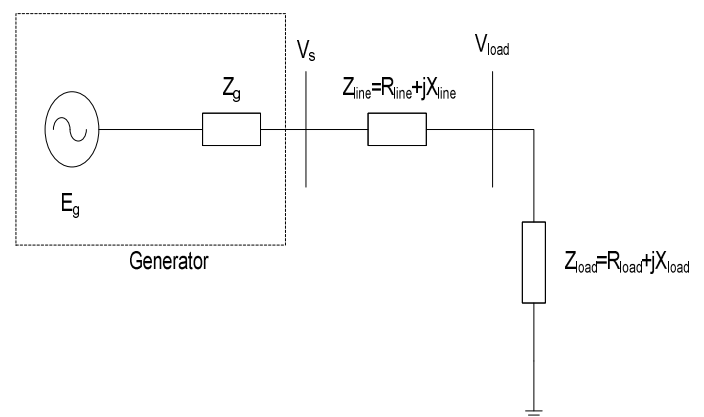 V_s
V_load
Z_g
Z_line=R_line+jX_line
E_g
Generator
Z_load=R_load+jX_load